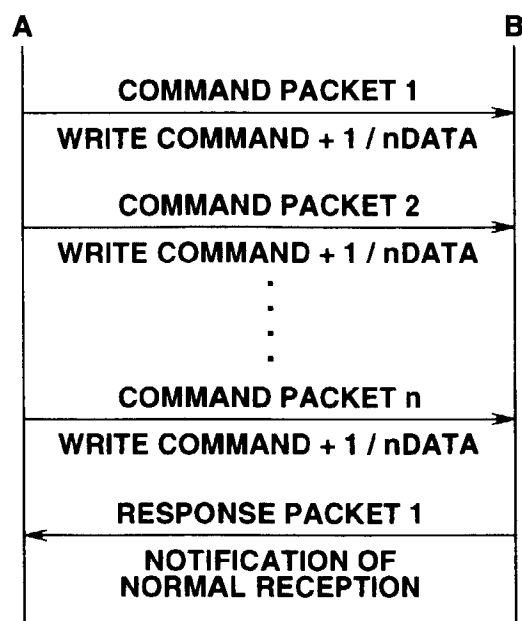 A B
COMMAND PACKET 1
WRITE COMMAND + 1 / nDATA
COMMAND PACKET 2
WRITE COMMAND + 1 / nDATA
COMMAND PACKET n
WRITE COMMAND + 1 / nDATA
RESPONSE PACKET 1
NOTIFICATION OF
NORMAL RECEPTION